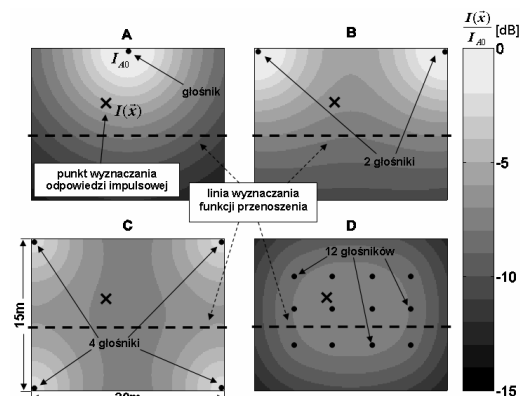 A
B
I(x⃗)
I_A0
[dB]
I_A0
głośnik
I(x⃗)
punkt wyznaczania
odpowiedzi impulsowej
2 głośniki
linia wyznaczania
funkcji przenoszenia
0
-5
-10
-15
C
D
15m
4 głośniki
12 głośników